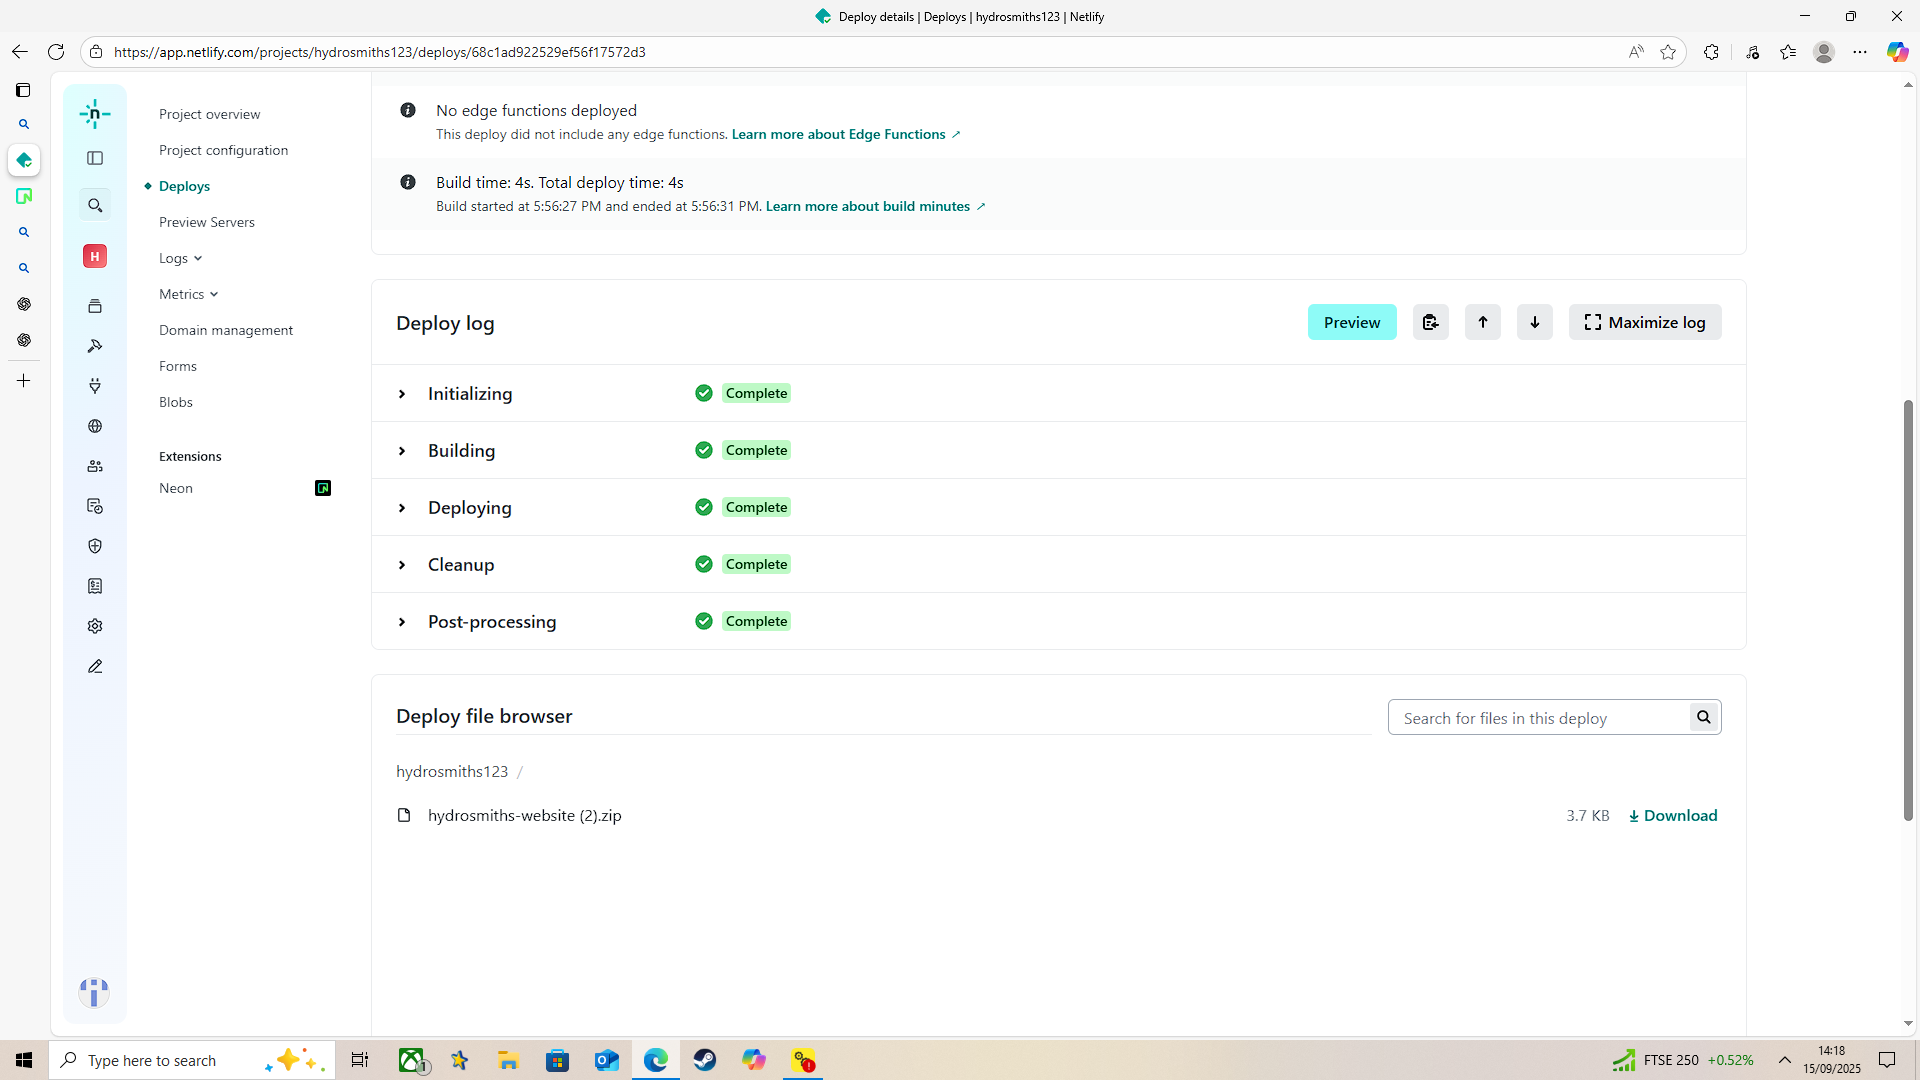 Deploy details | Deploys | hydrosmiths123 | Netlify
https://app.netlify.com/projects/hydrosmiths123/deploys/68c1ad922529ef56f17572d3
Project overview
Project configuration
Deploys
Preview Servers
Logs
Metrics
Domain management
Forms
Blobs
Extensions
Neon
H
No edge functions deployed
This deploy did not include any edge functions. Learn more about Edge Functions ↗
Build time: 4s. Total deploy time: 4s
Build started at 5:56:27 PM and ended at 5:56:31 PM. Learn more about build minutes ↗
Deploy log
Preview
Maximize log
Initializing Complete
Building Complete
Deploying Complete
Cleanup Complete
Post-processing Complete
Deploy file browser
Search for files in this deploy
hydrosmiths123 /
hydrosmiths-website (2).zip 3.7 KB Download
Type here to search
1
FTSE 250 +0.52%
14:18
15/09/2025